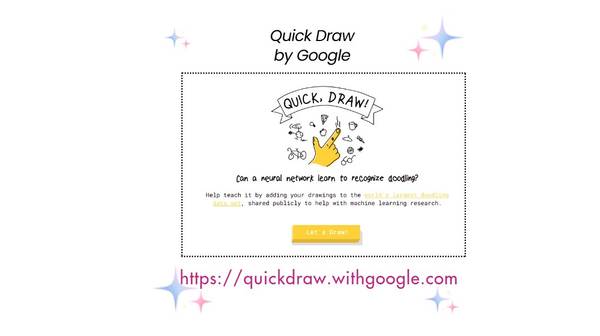 Quick Draw
by Google
QUICK, DRAW!
Can a neural network learn to recognize doodling?
Help teach it by adding your drawings to the world's largest doodling
data set, shared publicly to help with machine learning research.
Let's Draw!
https://quickdraw.withgoogle.com